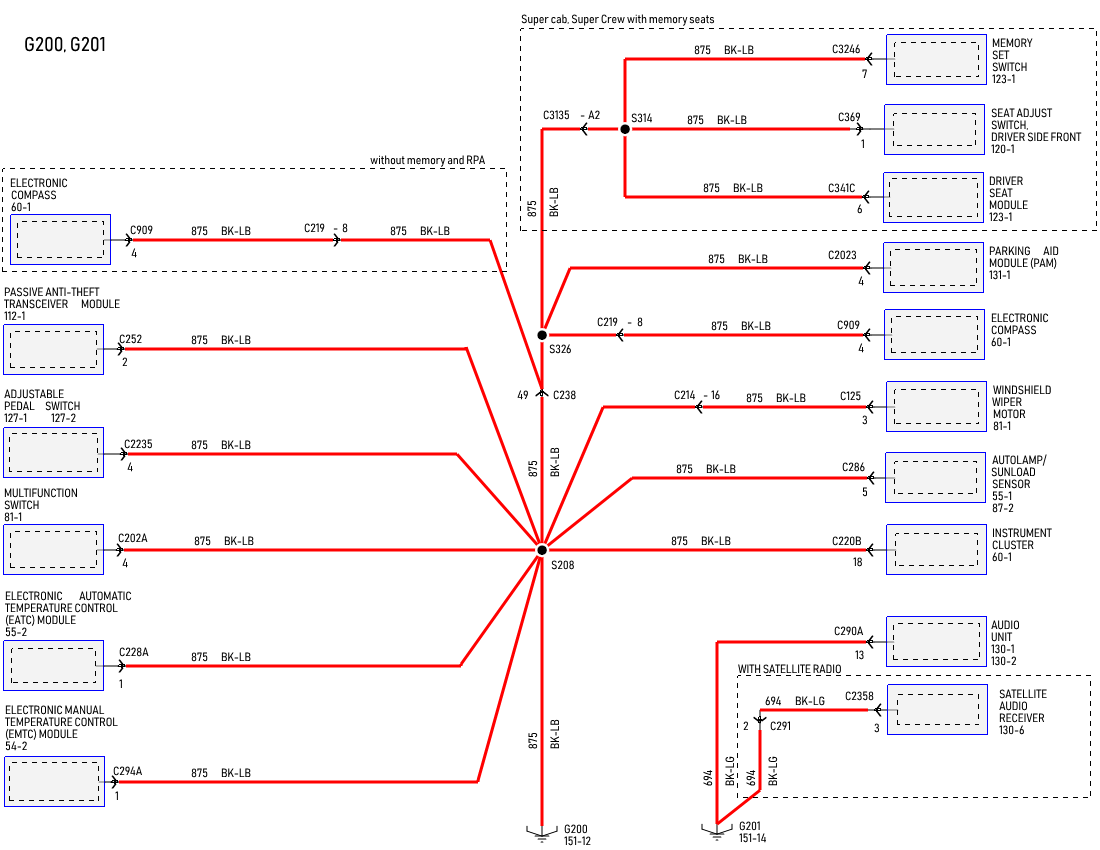 G200, G201
Super cab, Super Crew with memory seats
875 BK-LB C3246
7
MEMORY
SET
SWITCH
123-1
C3135 - A2
S314
875 BK-LB C369
1
SEAT ADJUST
SWITCH,
DRIVER SIDE FRONT
120-1
875 BK-LB C341C
6
DRIVER
SEAT
MODULE
123-1
875 BK-LB
without memory and RPA
ELECTRONIC
COMPASS
60-1
C909
4
875 BK-LB C219 - 8 875 BK-LB
875 BK-LB C2023
4
PARKING AID
MODULE (PAM)
131-1
PASSIVE ANTI-THEFT
TRANSCEIVER MODULE
112-1
C252
2
875 BK-LB
S326
C219 - 8 875 BK-LB C909
4
ELECTRONIC
COMPASS
60-1
49 C238
ADJUSTABLE
PEDAL SWITCH
127-1 127-2
C2235
4
875 BK-LB
C214 - 16 875 BK-LB C125
3
WINDSHIELD
WIPER
MOTOR
81-1
875 BK-LB
875 BK-LB C286
5
AUTOLAMP/
SUNLOAD
SENSOR
55-1
87-2
MULTIFUNCTION
SWITCH
81-1
C202A
4
875 BK-LB
S208
875 BK-LB C220B
18
INSTRUMENT
CLUSTER
60-1
ELECTRONIC AUTOMATIC
TEMPERATURE CONTROL
(EATC) MODULE
55-2
C228A
1
875 BK-LB
C290A
13
AUDIO
UNIT
130-1
130-2
WITH SATELLITE RADIO
694 BK-LG C2358
3
SATELLITE
AUDIO
RECEIVER
130-6
2 C291
ELECTRONIC MANUAL
TEMPERATURE CONTROL
(EMTC) MODULE
54-2
C294A
1
875 BK-LB
875 BK-LB
694 BK-LG
694 BK-LG
G200
151-12
G201
151-14